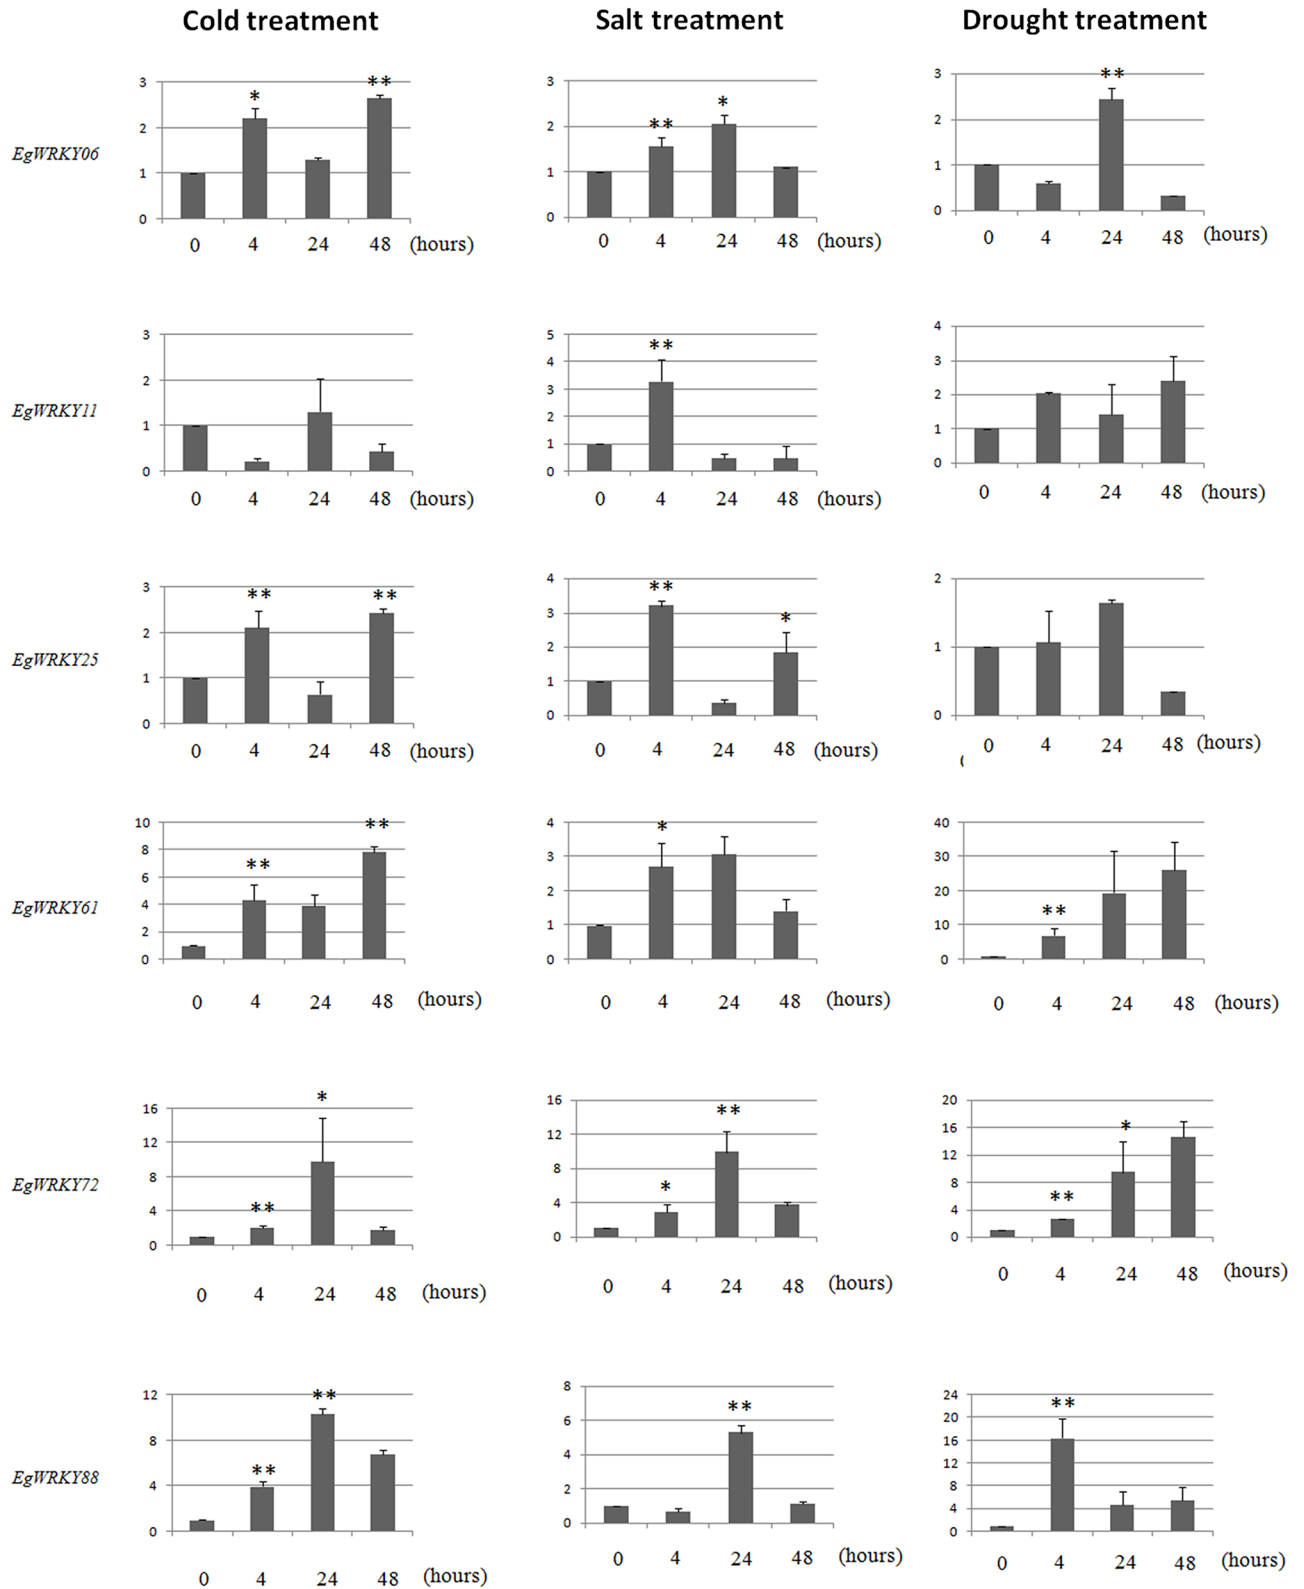 Cold treatment Salt treatment Drought treatment
EgWRKY06
3 2 1 0
* **
0 4 24 48 (hours)
3 2 1 0
** *
0 4 24 48 (hours)
3 2 1 0
**
0 4 24 48 (hours)
EgWRKY11
3 2 1 0
0 4 24 48 (hours)
5 4 3 2 1 0
**
0 4 24 48 (hours)
4 3 2 1 0
0 4 24 48 (hours)
EgWRKY25
3 2 1 0
** **
0 4 24 48 (hours)
4 3 2 1 0
** *
0 4 24 48 (hours)
2 1 0
0 4 24 48 (hours)
(
EgWRKY61
10 8 6 4 2 0
** **
0 4 24 48 (hours)
4 3 2 1 0
*
0 4 24 48 (hours)
40 30 20 10 0
**
0 4 24 48 (hours)
EgWRKY72
16 12 8 4 0
** *
0 4 24 48 (hours)
16 12 8 4 0
* **
0 4 24 48 (hours)
20 16 12 8 4 0
** *
0 4 24 48 (hours)
EgWRKY88
12 8 4 0
** **
0 4 24 48 (hours)
8 6 4 2 0
**
0 4 24 48 (hours)
24 20 16 12 8 4 0
**
0 4 24 48 (hours)